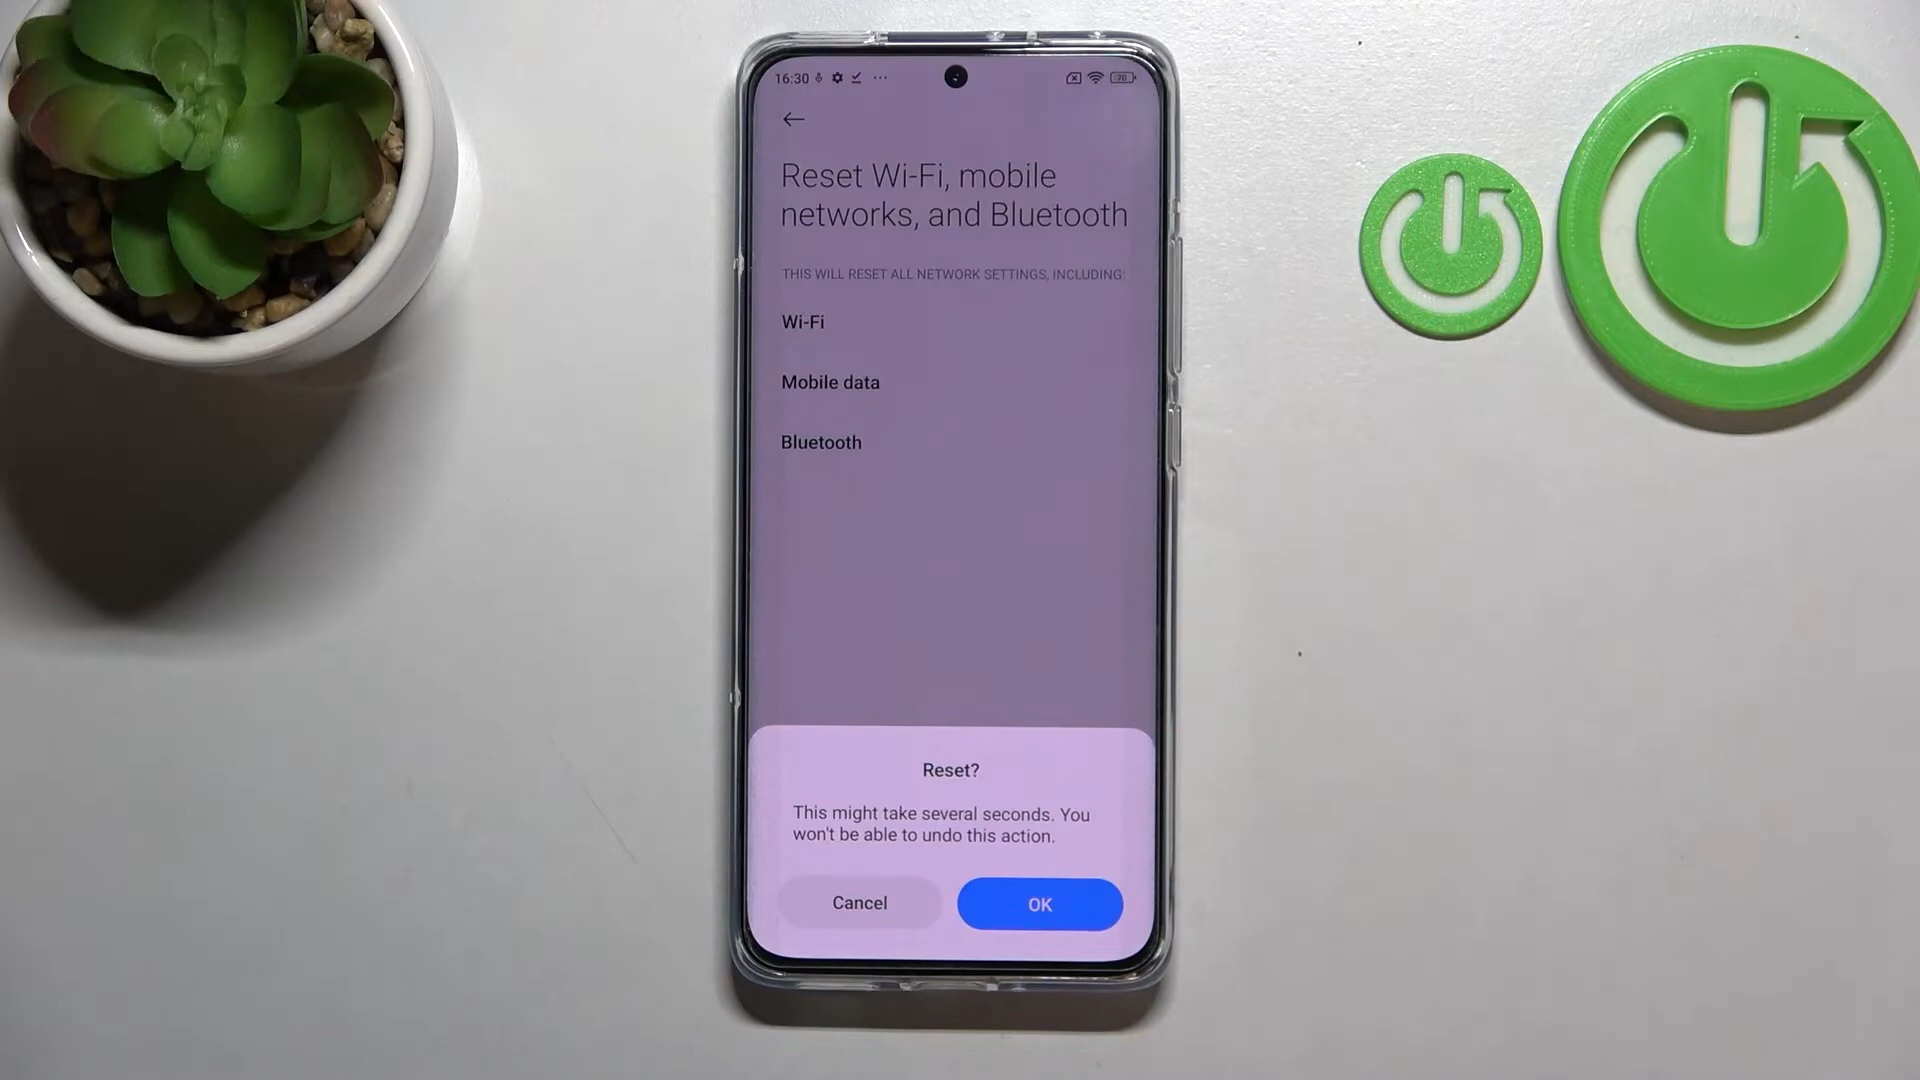 16:30
20
Reset Wi-Fi, mobile
networks, and Bluetooth
THIS WILL RESET ALL NETWORK SETTINGS, INCLUDING:
Wi-Fi
Mobile data
Bluetooth
Reset?
This might take several seconds. You
won't be able to undo this action.
Cancel
OK